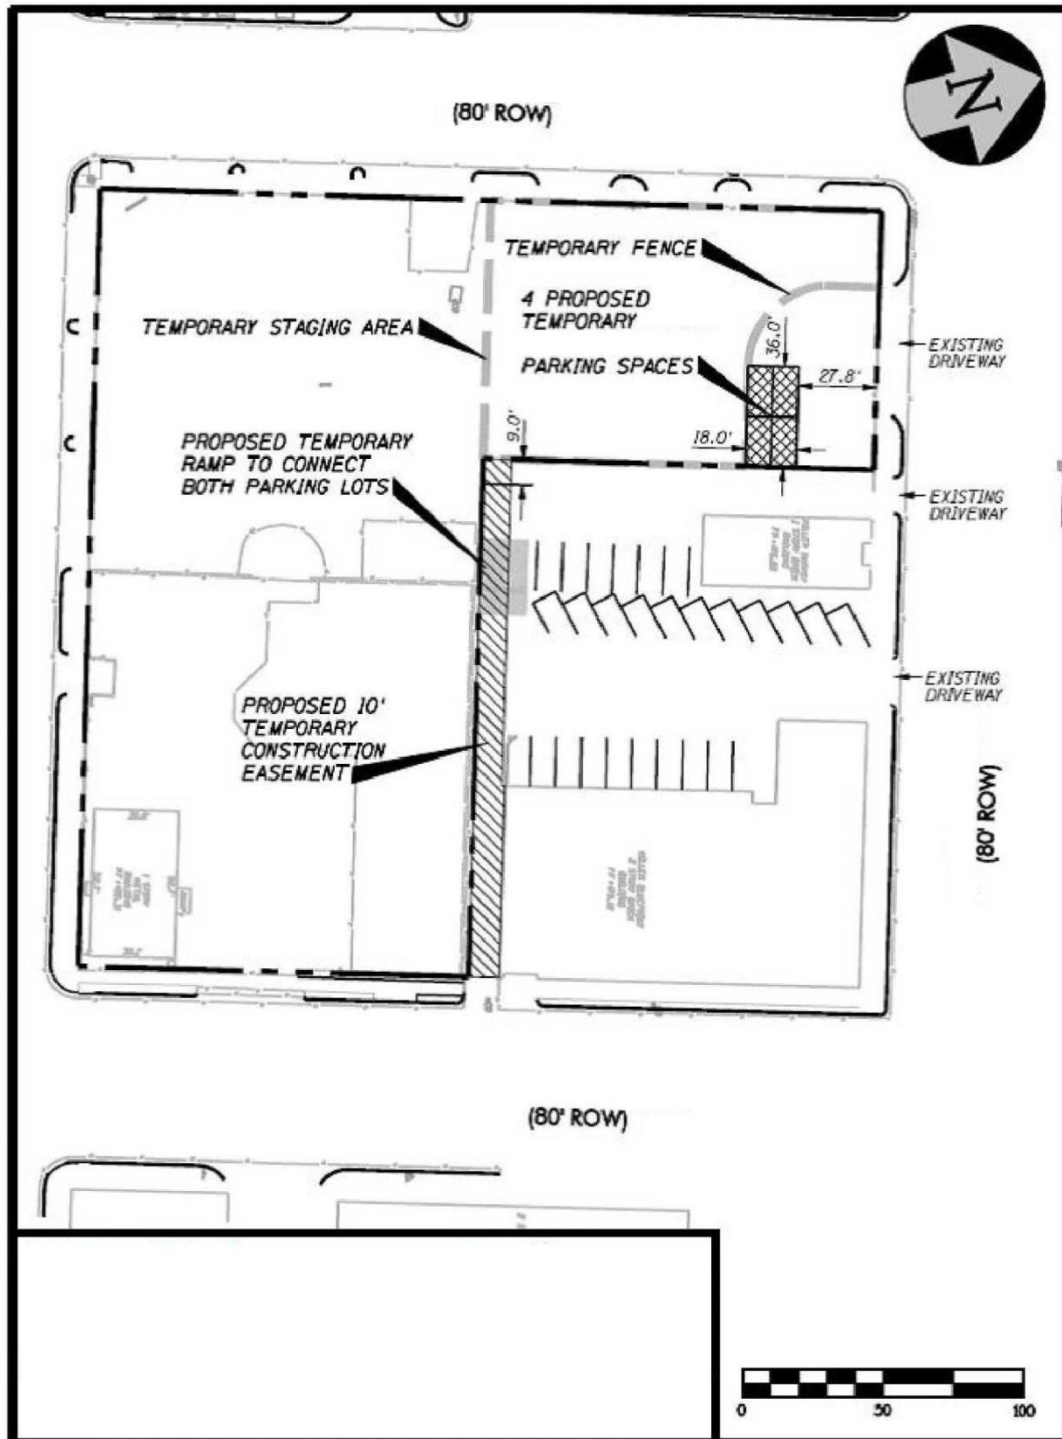 N
(80' ROW)
TEMPORARY FENCE
4 PROPOSED
TEMPORARY
PARKING SPACES
TEMPORARY STAGING AREA
36.0'
27.8'
18.0'
9.0'
EXISTING
DRIVEWAY
PROPOSED TEMPORARY
RAMP TO CONNECT
BOTH PARKING LOTS
EXISTING
DRIVEWAY
EXISTING
DRIVEWAY
PROPOSED 10'
TEMPORARY
CONSTRUCTION
EASEMENT
(80' ROW)
(80' ROW)
0 50 100